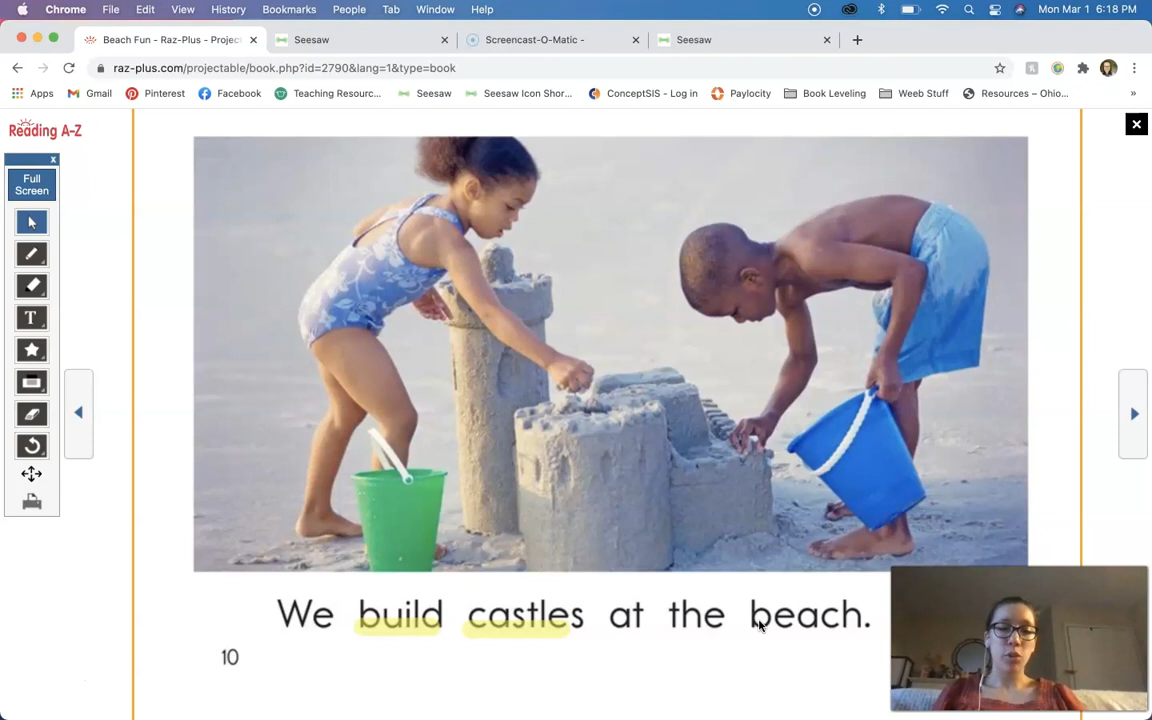 Chrome File Edit View History Bookmarks People Tab Window Help Mon Mar 1 6:18 PM
Beach Fun - Raz-Plus - Project Seesaw Screencast-O-Matic - Seesaw
raz-plus.com/projectable/book.php?id=2790&lang=1&type=book
Apps Gmail Pinterest Facebook Teaching Resourc... Seesaw Seesaw Icon Shor... ConceptSIS - Log in Paylocity Book Leveling Weeb Stuff Resources – Ohio... »
Reading A-Z
x
Full
Screen
T
We build castles at the beach.
10